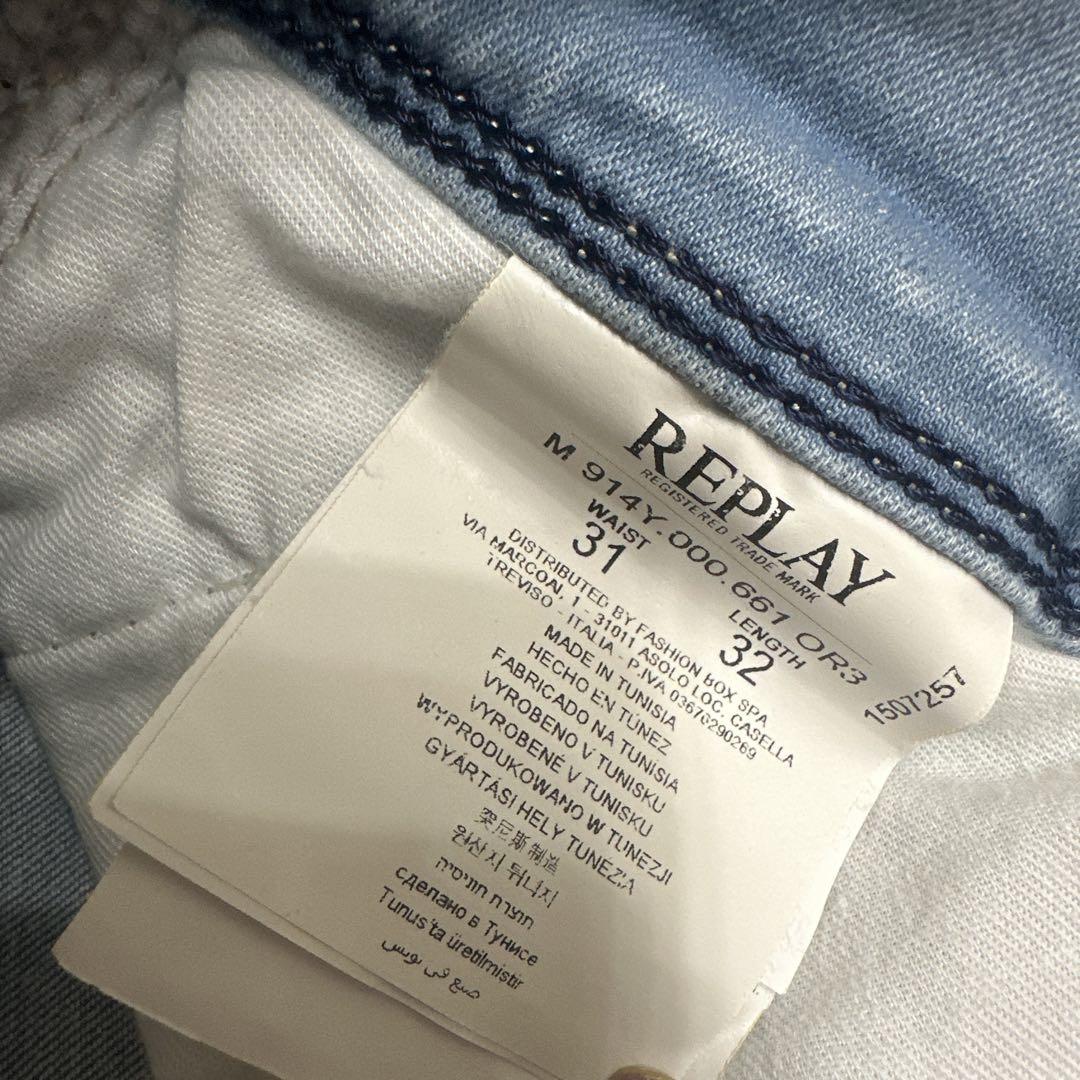 REPLAY
REGISTERED TRADE MARK
M 914Y.000.661 OR3
WAIST LENGTH
31 32
1507257
DISTRIBUTED BY FASHION BOX SPA
VIA MARCONI, 1 - 31011 ASOLO LOC. CASELLA
TREVISO - ITALIA - P.IVA 03676290269
MADE IN TUNISIA
HECHO EN TÚNEZ
FABRICADO NA TUNISIA
VYROBENO V TUNISKU
VYROBENÉ V TUNISKU
WYPRODUKOWANO W TUNEZJI
GYÁRTÁSI HELY TUNÉZIA
突尼斯 制造
원산지 튀니지
תוצרת תוניסיה
сделано в Тунисе
Tunus'ta üretilmiştir
صنع في تونس